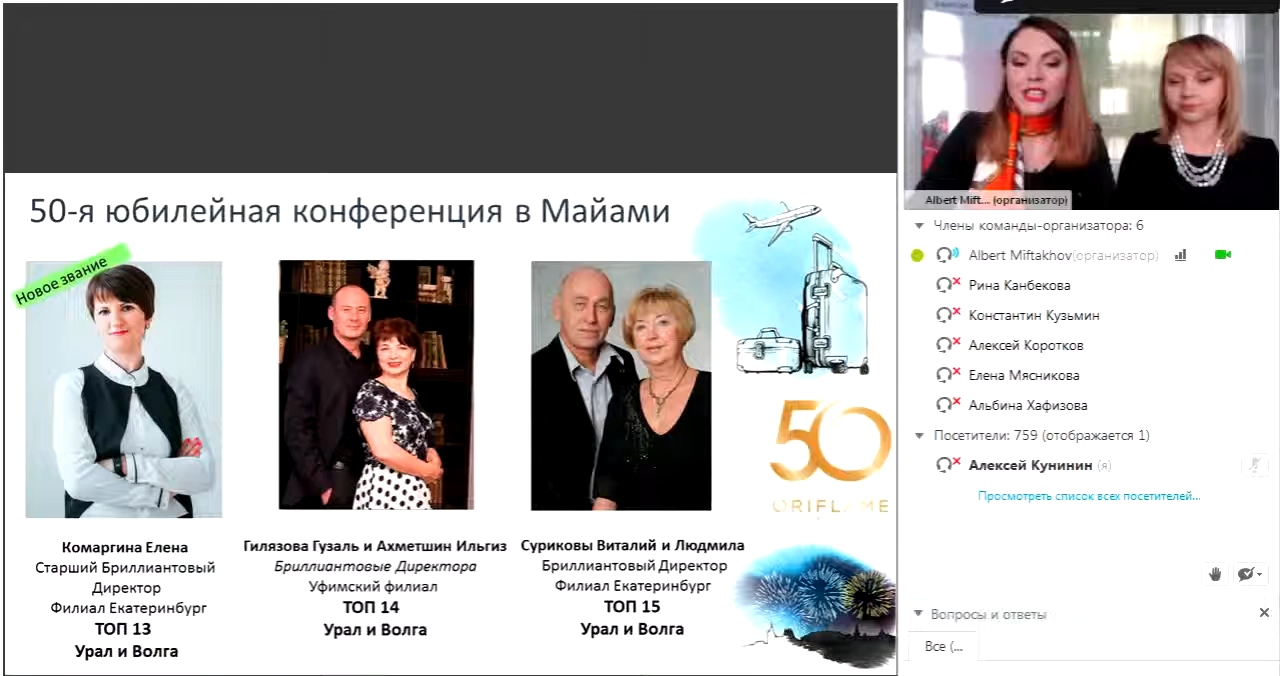 50-я юбилейная конференция в Майами
Новое звание
Комаргина Елена
Старший Бриллиантовый
Директор
Филиал Екатеринбург
ТОП 13
Урал и Волга
Гилязова Гузаль и Ахметшин Ильгиз
Бриллиантовые Директора
Уфимский филиал
ТОП 14
Урал и Волга
Суриковы Виталий и Людмила
Бриллиантовый Директор
Филиал Екатеринбург
ТОП 15
Урал и Волга
50
ORIFLAME
Albert Mift... (организатор)
Члены команды-организатора: 6
Albert Miftakhov(организатор)
Рина Канбекова
Константин Кузьмин
Алексей Коротков
Елена Мясникова
Альбина Хафизова
Посетители: 759 (отображается 1)
Алексей Кунинин (я)
Просмотреть список всех посетителей...
Вопросы и ответы
Все (...